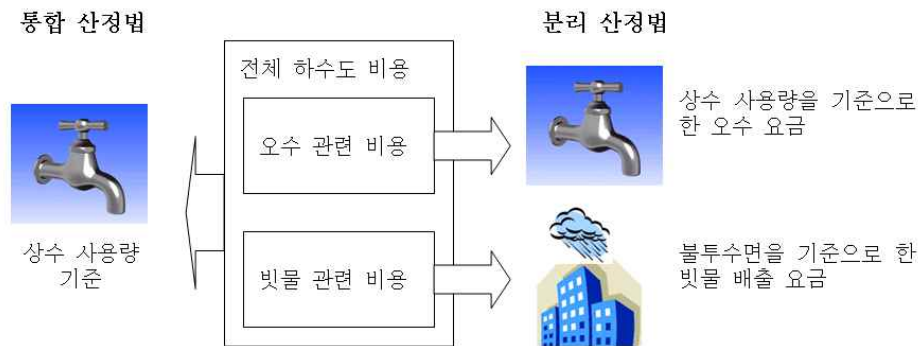 통합 산정법
분리 산정법
전체 하수도 비용
오수 관련 비용
빗물 관련 비용
상수 사용량
기준
상수 사용량을 기준으로
한 오수 요금
불투수면을 기준으로 한
빗물 배출 요금